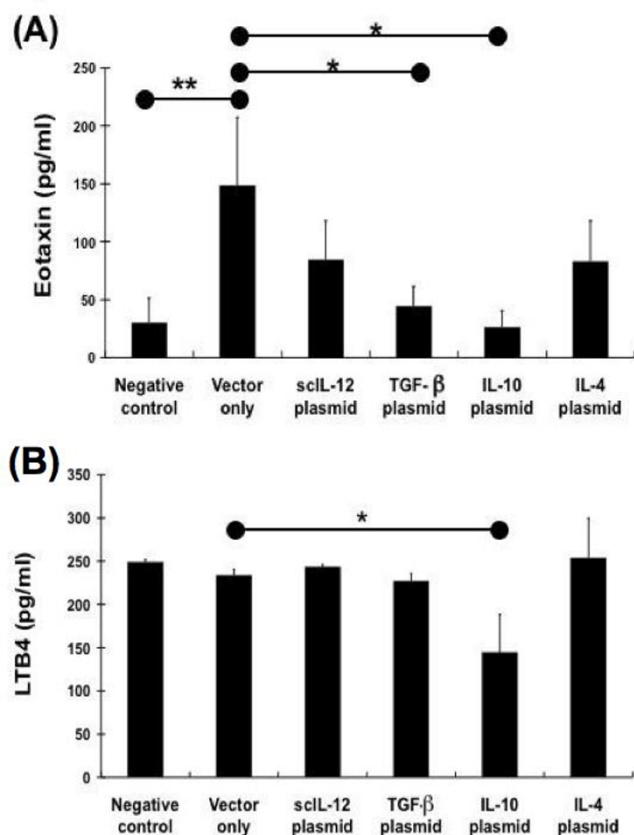 (A)
*
*
**
250
200
150
100
50
0
Eotaxin (pg/ml)
Negative control
Vector only
scIL-12 plasmid
TGF- β plasmid
IL-10 plasmid
IL-4 plasmid
(B)
*
350
300
250
200
150
100
50
0
LTB4 (pg/ml)
Negative control
Vector only
scIL-12 plasmid
TGF-β plasmid
IL-10 plasmid
IL-4 plasmid